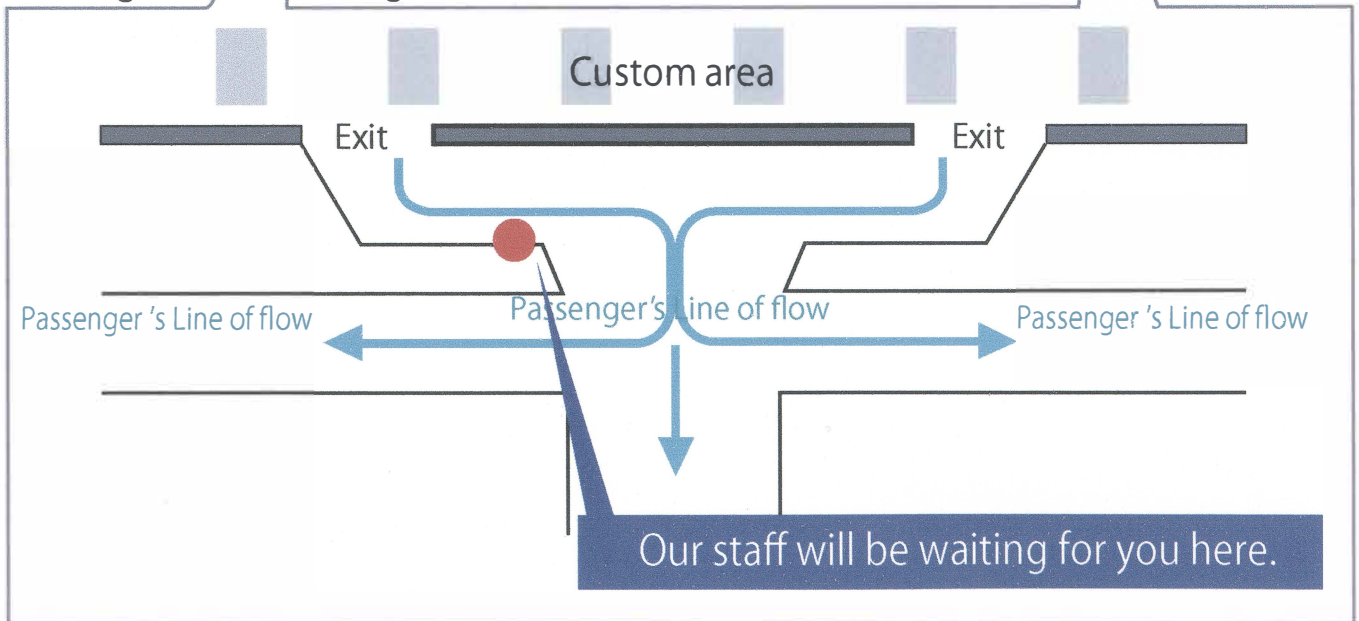 Custom area
Exit
Exit
Passenger 's Line of flow
Passenger's Line of flow
Passenger 's Line of flow
Our staff will be waiting for you here.